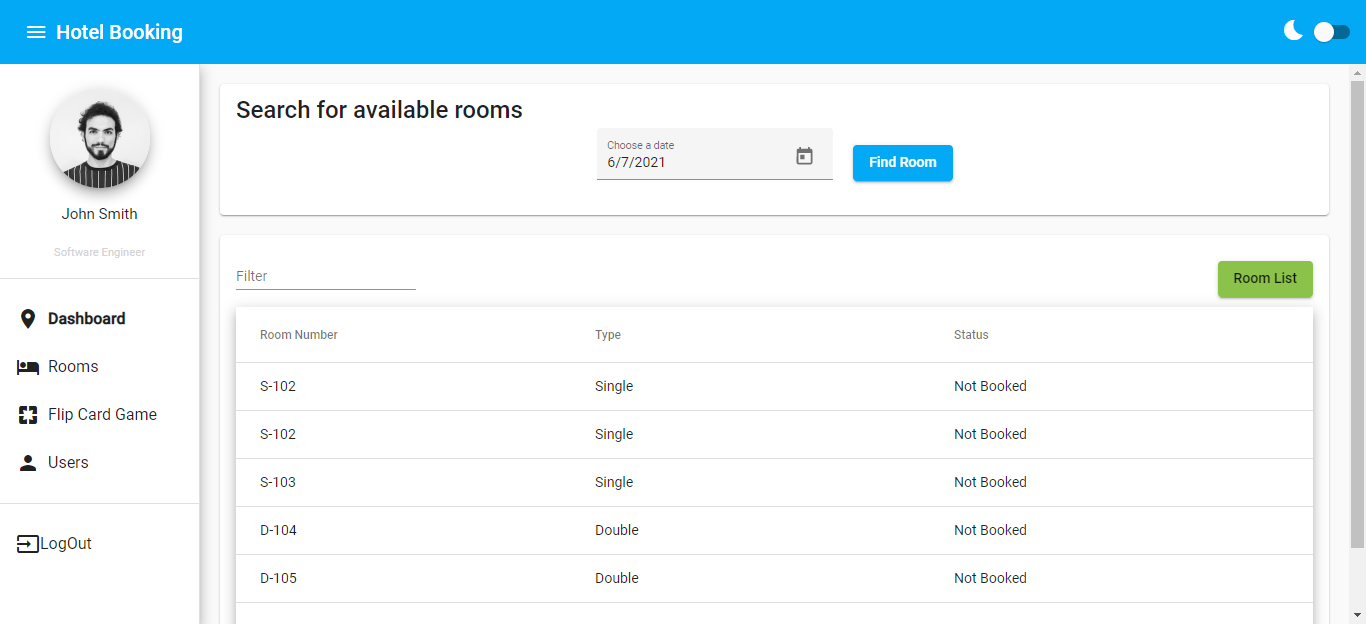 Hotel Booking
John Smith
Software Engineer
Dashboard
Rooms
Flip Card Game
Users
LogOut
Search for available rooms
Choose a date
6/7/2021
Find Room
Filter
Room List
Room Number Type Status
S-102 Single Not Booked
S-102 Single Not Booked
S-103 Single Not Booked
D-104 Double Not Booked
D-105 Double Not Booked